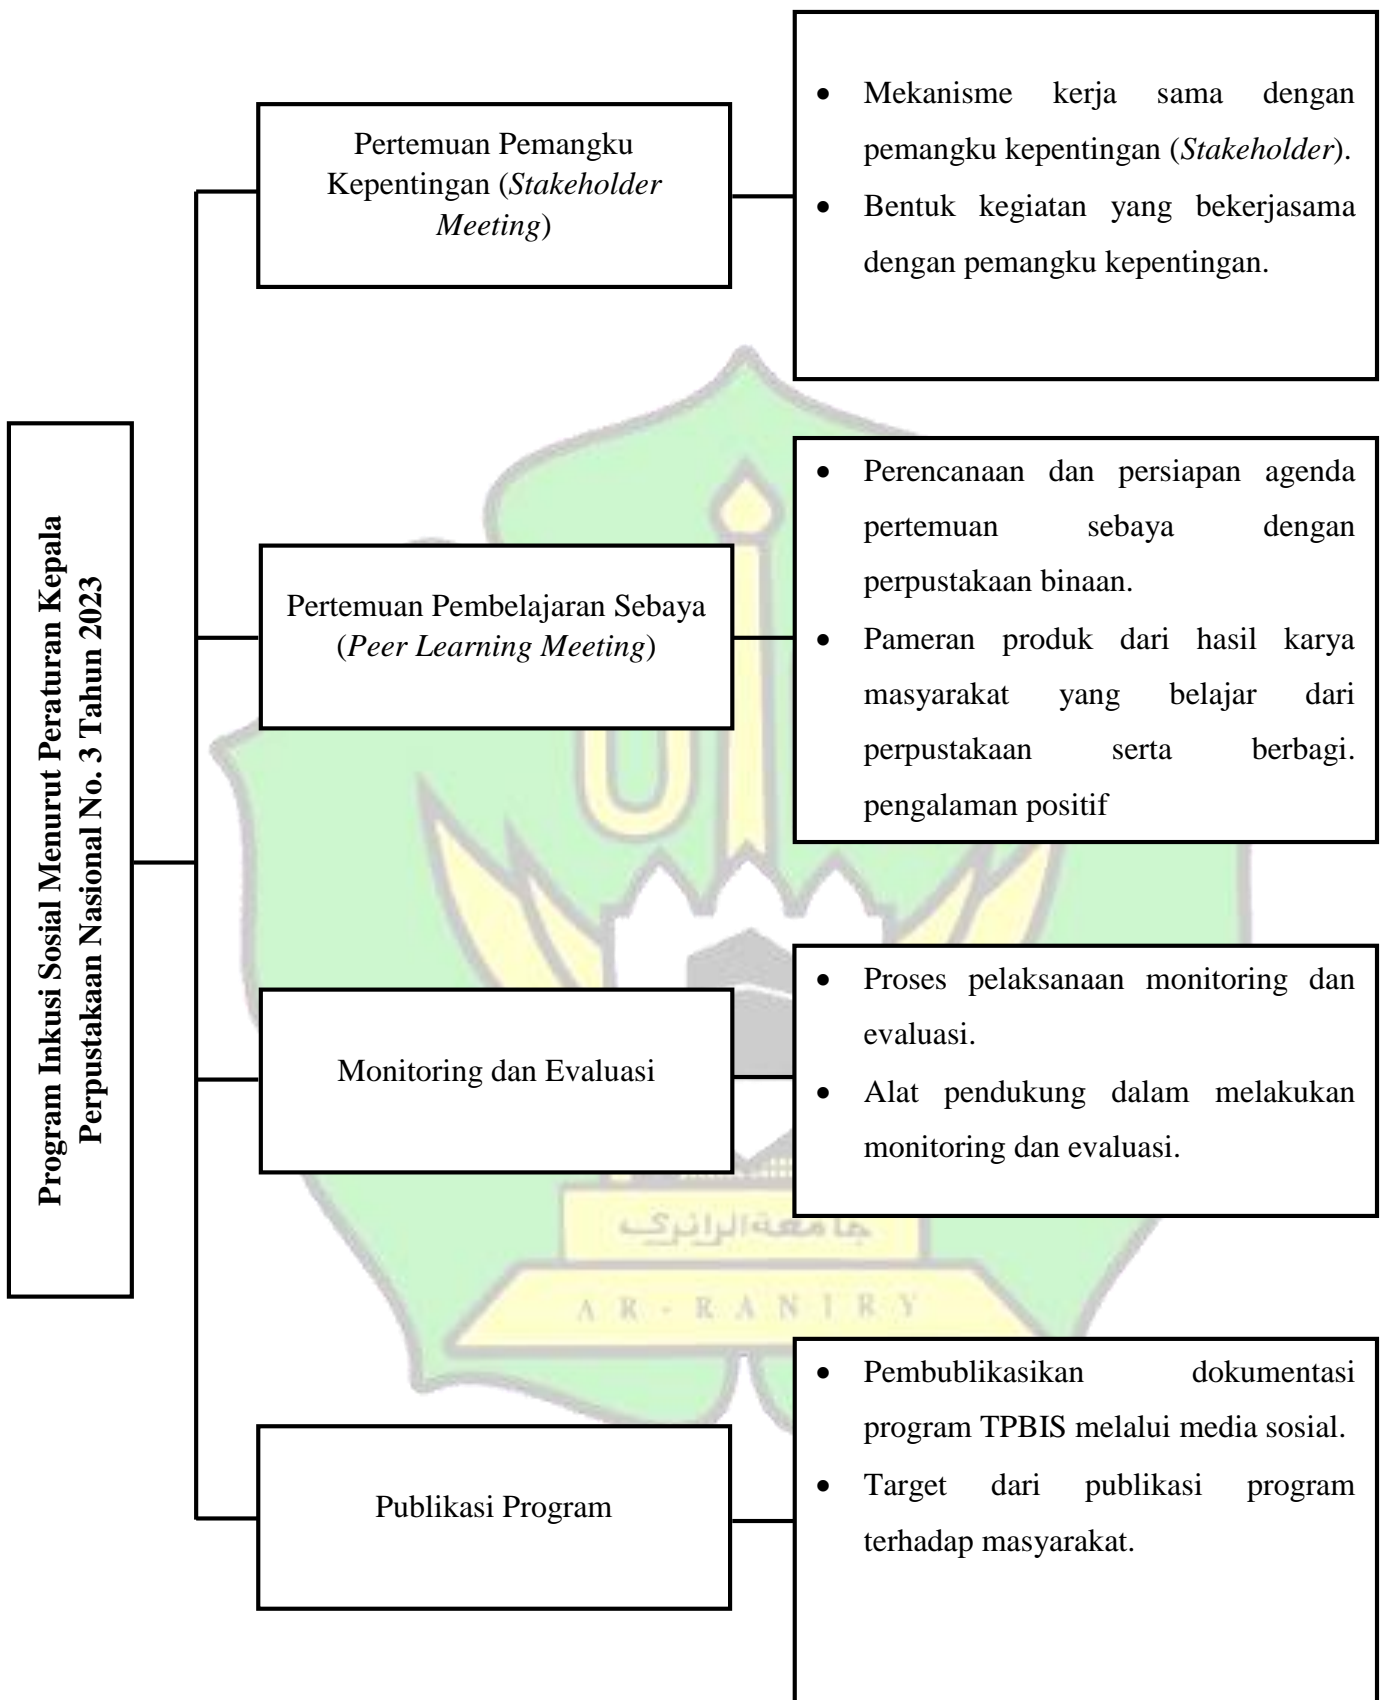 Program Inkusi Sosial Menurut Peraturan Kepala
Perpustakaan Nasional No. 3 Tahun 2023
Pertemuan Pemangku
Kepentingan (Stakeholder
Meeting)
• Mekanisme kerja sama dengan
pemangku kepentingan (Stakeholder).
• Bentuk kegiatan yang bekerjasama
dengan pemangku kepentingan.
Pertemuan Pembelajaran Sebaya
(Peer Learning Meeting)
• Perencanaan dan persiapan agenda
pertemuan sebaya dengan
perpustakaan binaan.
• Pameran produk dari hasil karya
masyarakat yang belajar dari
perpustakaan serta berbagi.
pengalaman positif
Monitoring dan Evaluasi
• Proses pelaksanaan monitoring dan
evaluasi.
• Alat pendukung dalam melakukan
monitoring dan evaluasi.
جامعة الرانيري
AR-RANIRY
Publikasi Program
• Pembublikasikan dokumentasi
program TPBIS melalui media sosial.
• Target dari publikasi program
terhadap masyarakat.